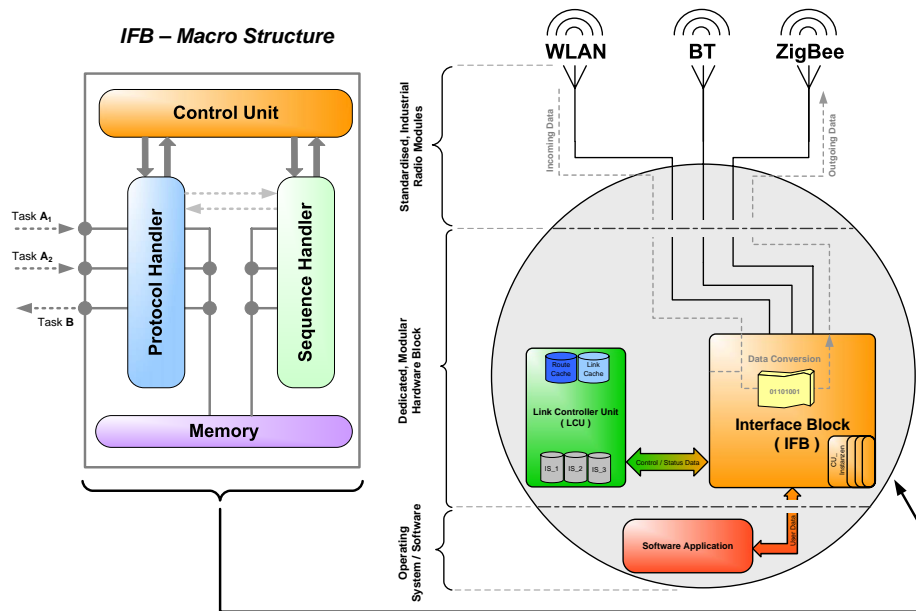 IFB – Macro Structure
Control Unit
Protocol Handler
Sequence Handler
Task A1
Task A2
Task B
Memory
WLAN
BT
ZigBee
Standardised, Industrial
Radio Modules
Incoming Data
Outgoing Data
Dedicated, Modular
Hardware Block
Route
Cache
Link
Cache
Link Controller Unit
( LCU )
IS_1
IS_2
IS_3
Control / Status Data
Data Conversion
01101001
Interface Block
( IFB )
CU_
Instanzen
Operating
System / Software
Software Application
User Data